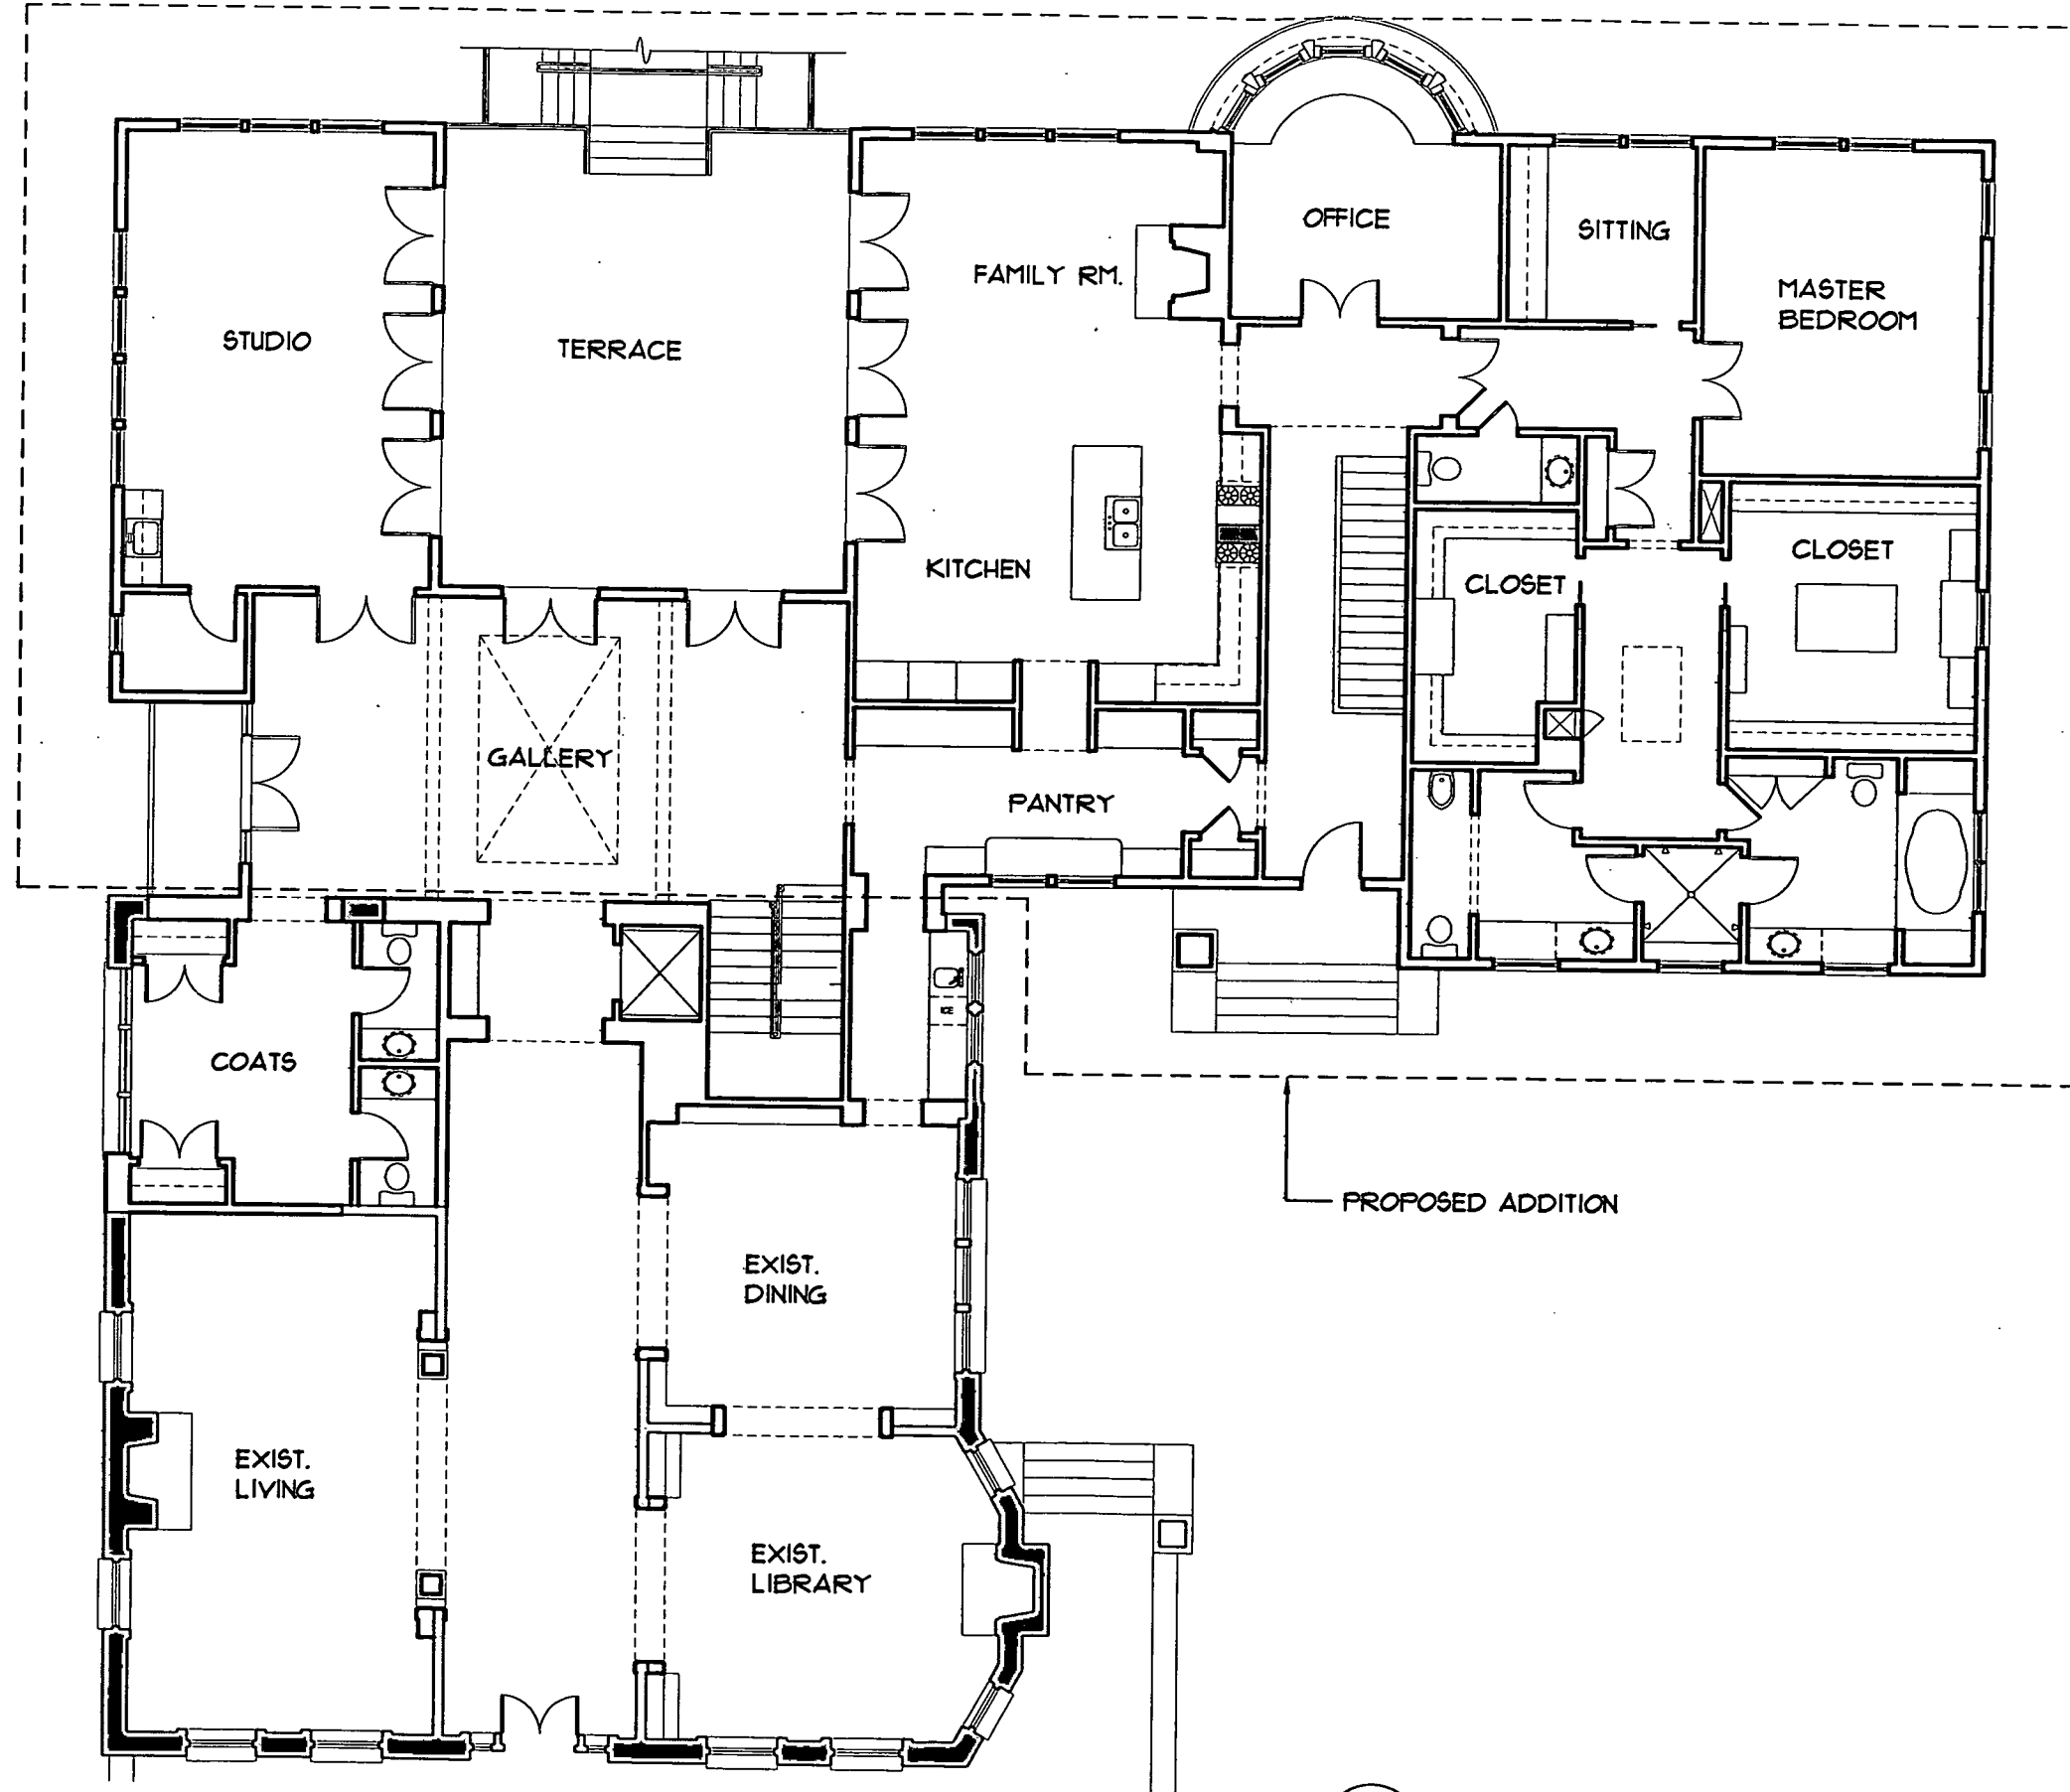 OFFICE
SITTING
FAMILY RM.
MASTER
BEDROOM
STUDIO
TERRACE
KITCHEN
CLOSET
CLOSET
GALLERY
PANTRY
ICE
COATS
PROPOSED ADDITION
EXIST.
DINING
EXIST.
LIVING
EXIST.
LIBRARY